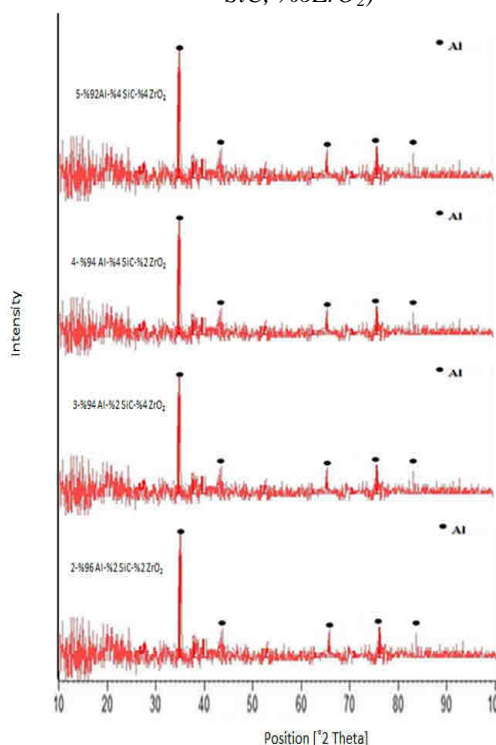 SiC, %8ZrO₂)
Al
5-%92Al-%4 SiC-%4 ZrO₂
Al
4-%94 Al-%4 SiC-%2 ZrO₂
Intensity
Al
3-%94 Al-%2 SiC-%4 ZrO₂
Al
2-%96 Al-%2 SiC-%2 ZrO₂
10 20 30 40 50 60 70 80 90 100
Position [°2 Theta]